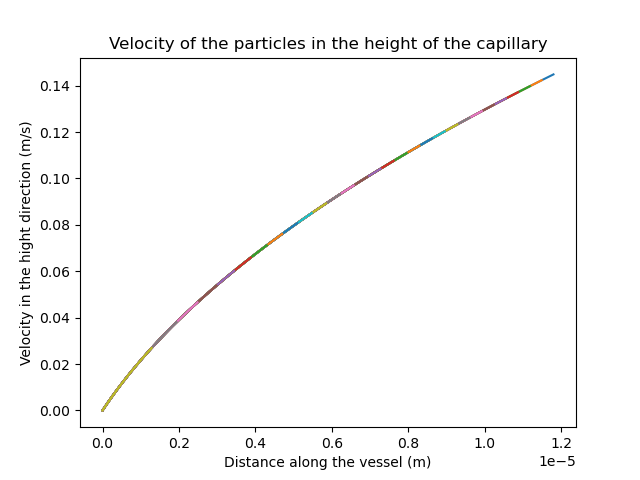 Velocity of the particles in the height of the capillary
Velocity in the hight direction (m/s)
0.14
0.12
0.10
0.08
0.06
0.04
0.02
0.00
0.0 0.2 0.4 0.6 0.8 1.0 1.2
1e−5
Distance along the vessel (m)